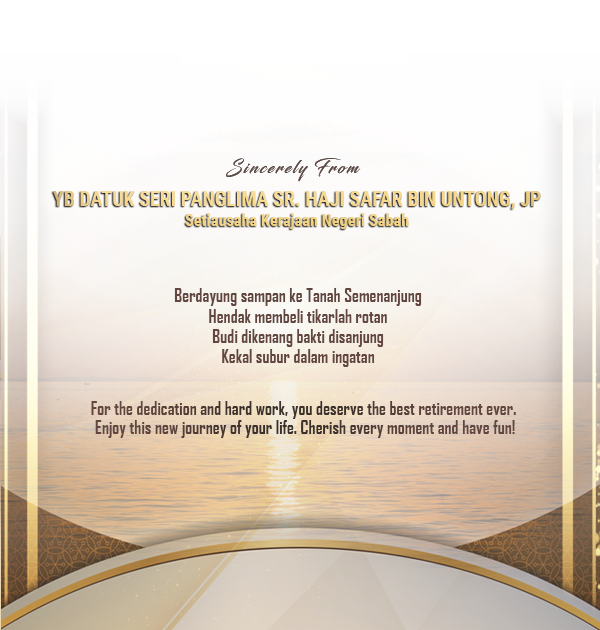 Sincerely From
YB DATUK SERI PANGLIMA SR. HAJI SAFAR BIN UNTONG, JP
Setiausaha Kerajaan Negeri Sabah
Berdayung sampan ke Tanah Semenanjung
Hendak membeli tikarlah rotan
Budi dikenang bakti disanjung
Kekal subur dalam ingatan
For the dedication and hard work, you deserve the best retirement ever.
Enjoy this new journey of your life. Cherish every moment and have fun!